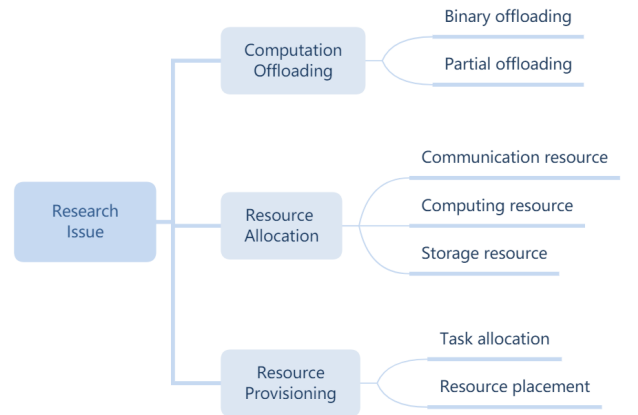 Research
Issue
Computation
Offloading
Binary offloading
Partial offloading
Resource
Allocation
Communication resource
Computing resource
Storage resource
Resource
Provisioning
Task allocation
Resource placement